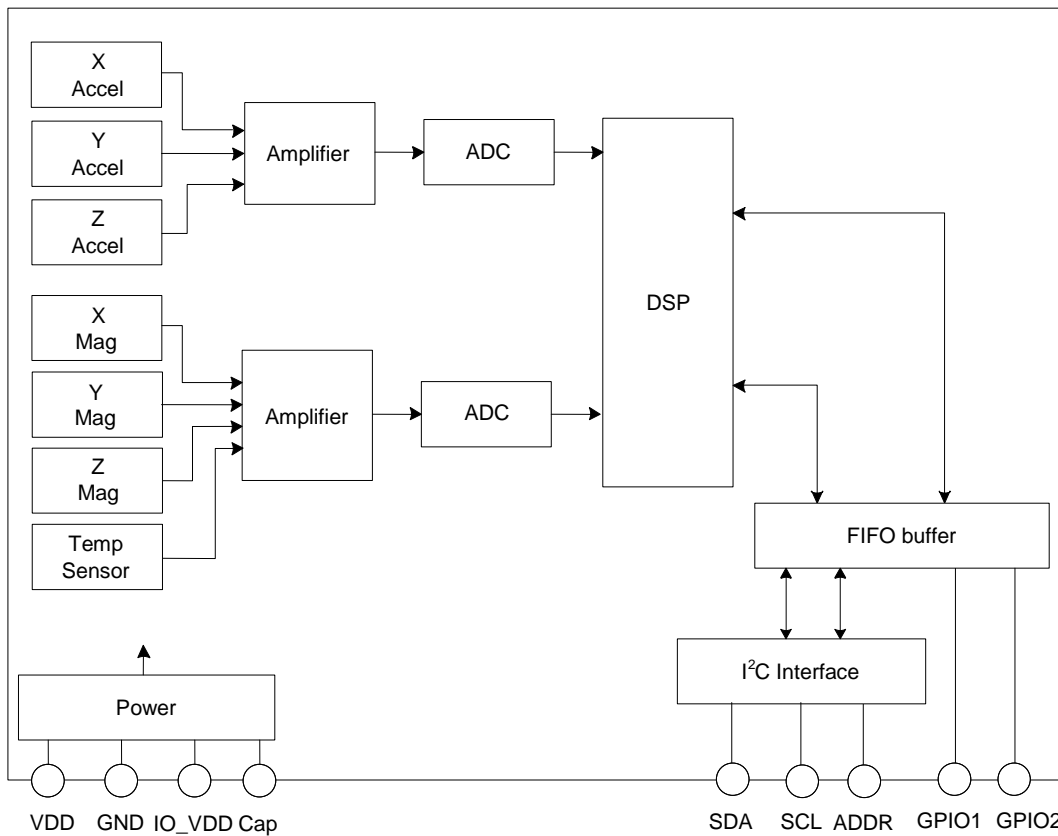 X
Accel
Y
Accel
Z
Accel
Amplifier
ADC
DSP
X
Mag
Y
Mag
Z
Mag
Temp
Sensor
Amplifier
ADC
FIFO buffer
I²C Interface
Power
VDD
GND
IO_VDD
Cap
SDA
SCL
ADDR
GPIO1
GPIO2